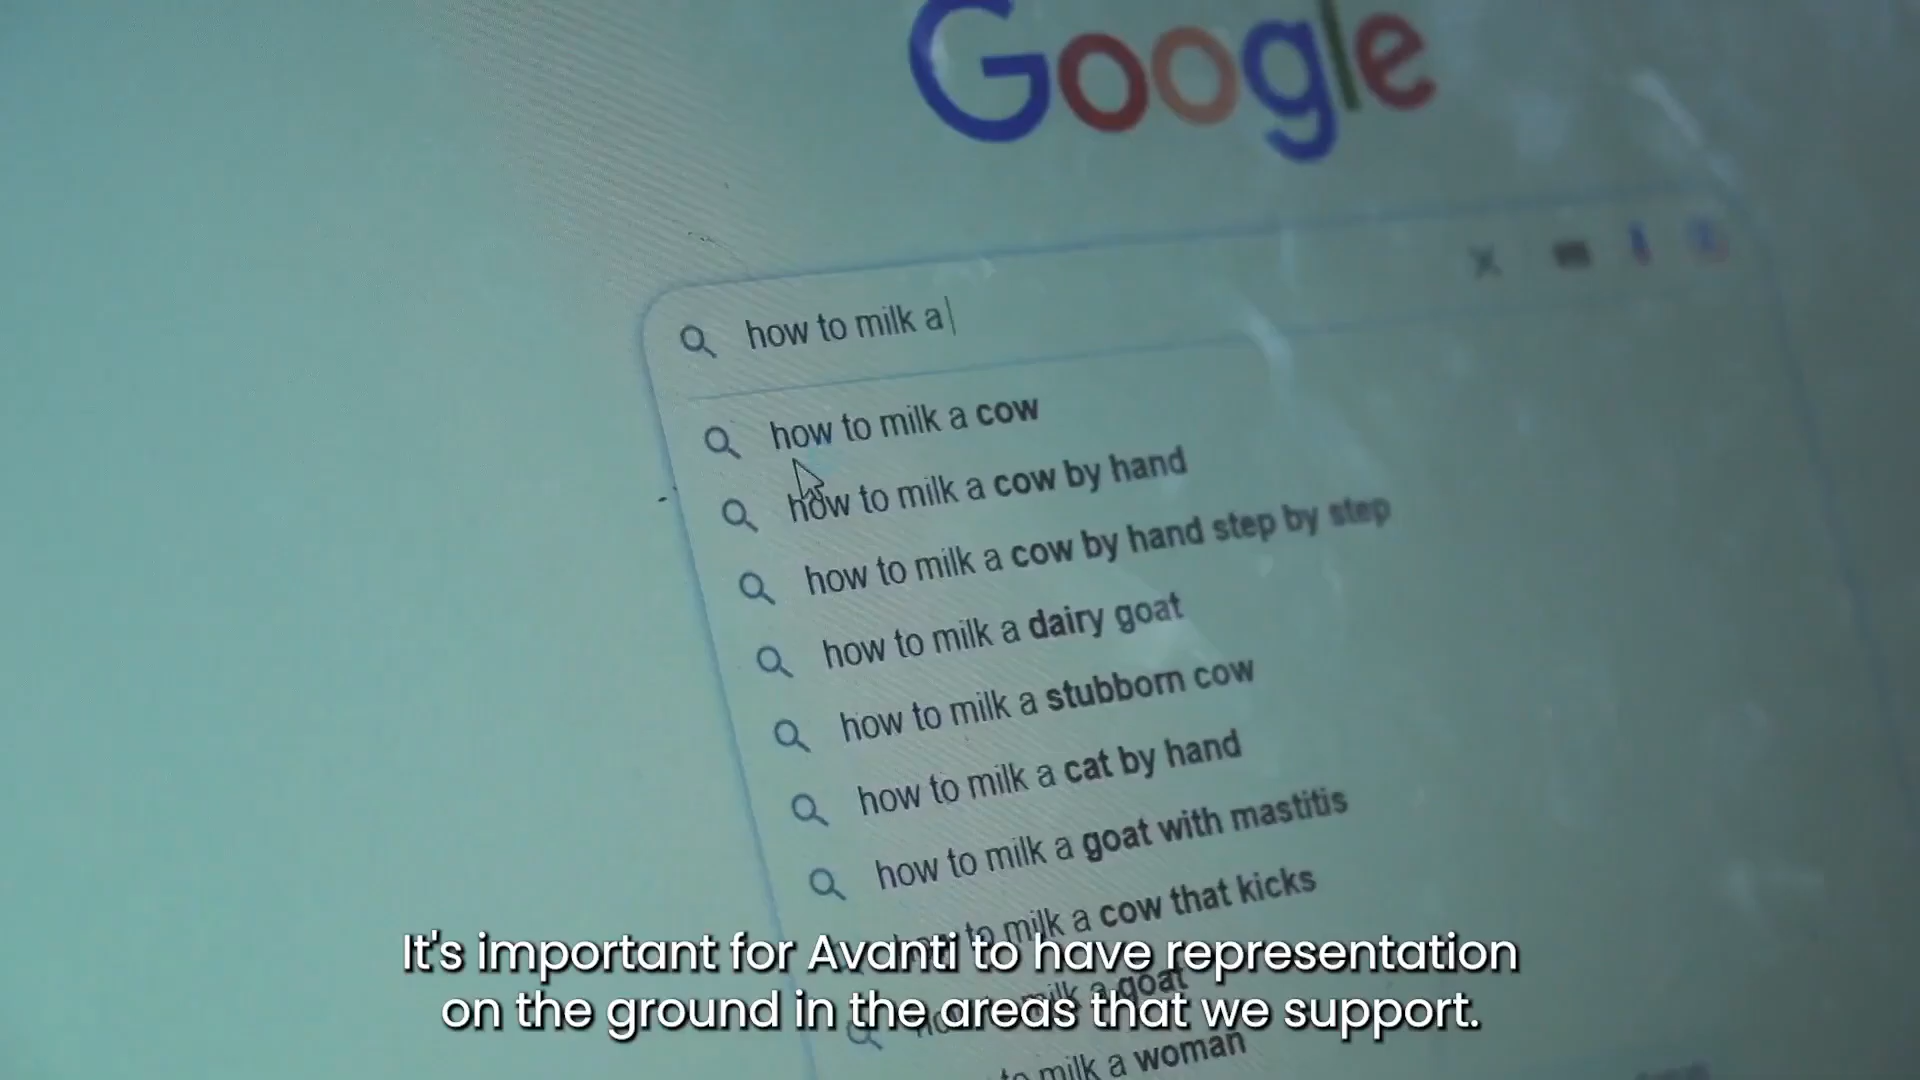 Google
how to milk a
how to milk a cow
how to milk a cow by hand
how to milk a cow by hand step by step
how to milk a dairy goat
how to milk a stubborn cow
how to milk a cat by hand
how to milk a goat with mastitis
to milk a cow that kicks
It's important for Avanti to have representation
milk a goat
on the ground in the areas that we support.
to milk a woman